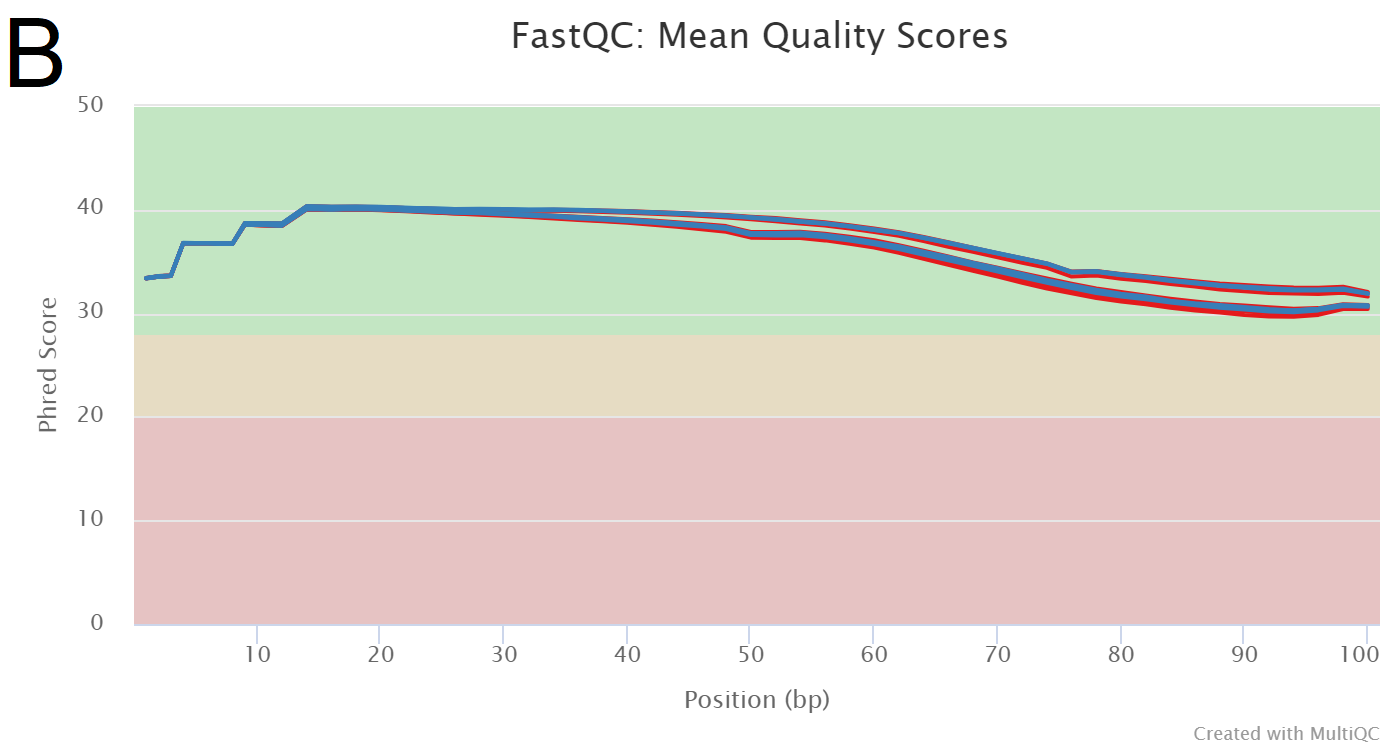 B
FastQC: Mean Quality Scores
50
40
30
20
10
0
Phred Score
10 20 30 40 50 60 70 80 90 100
Position (bp)
Created with MultiQC